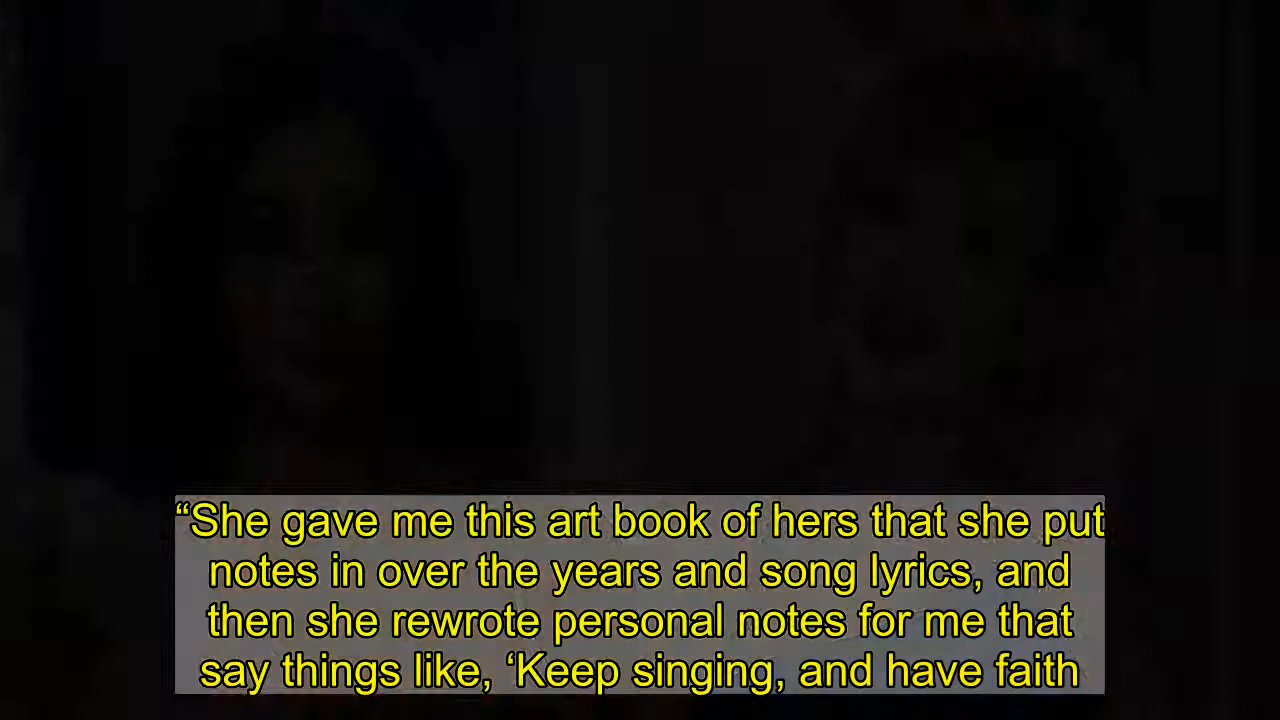 “She gave me this art book of hers that she put
notes in over the years and song lyrics, and
then she rewrote personal notes for me that
say things like, ‘Keep singing, and have faith